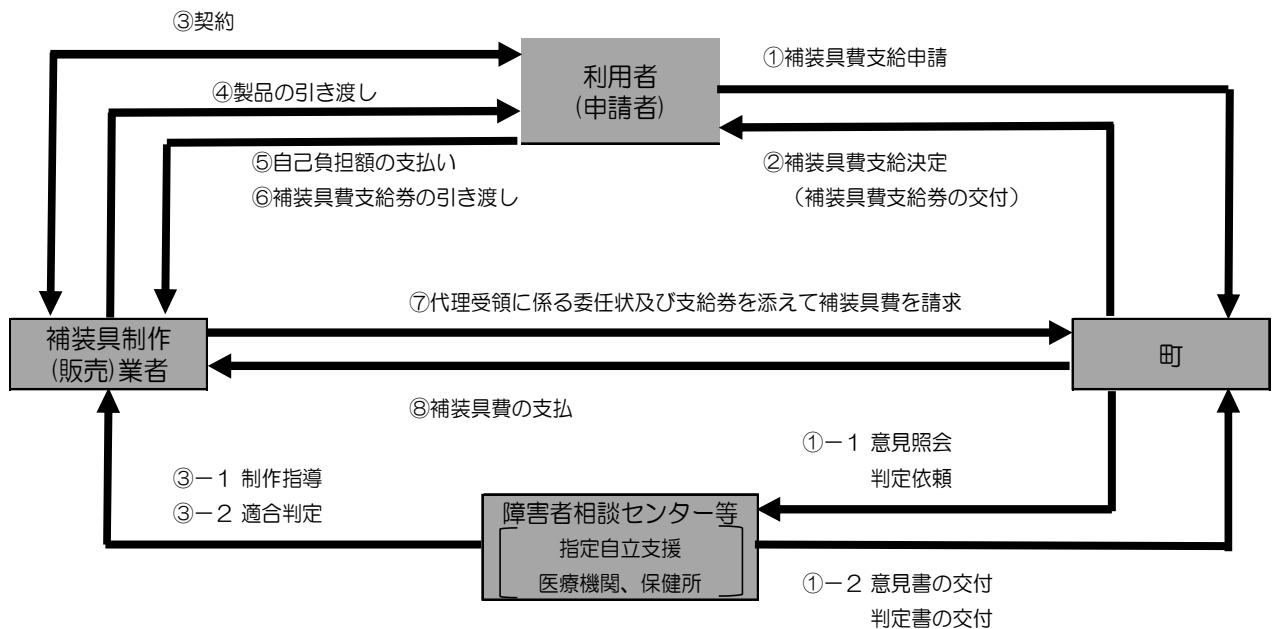 ③契約
利用者
(申請者)
①補装具費支給申請
④製品の引き渡し
⑤自己負担額の支払い
⑥補装具費支給券の引き渡し
②補装具費支給決定
（補装具費支給券の交付）
⑦代理受領に係る委任状及び支給券を添えて補装具費を請求
補装具制作
(販売)業者
町
⑧補装具費の支払
①－1 意見照会
判定依頼
③－1 制作指導
③－2 適合判定
障害者相談センター等
指定自立支援
医療機関、保健所
①－2 意見書の交付
判定書の交付